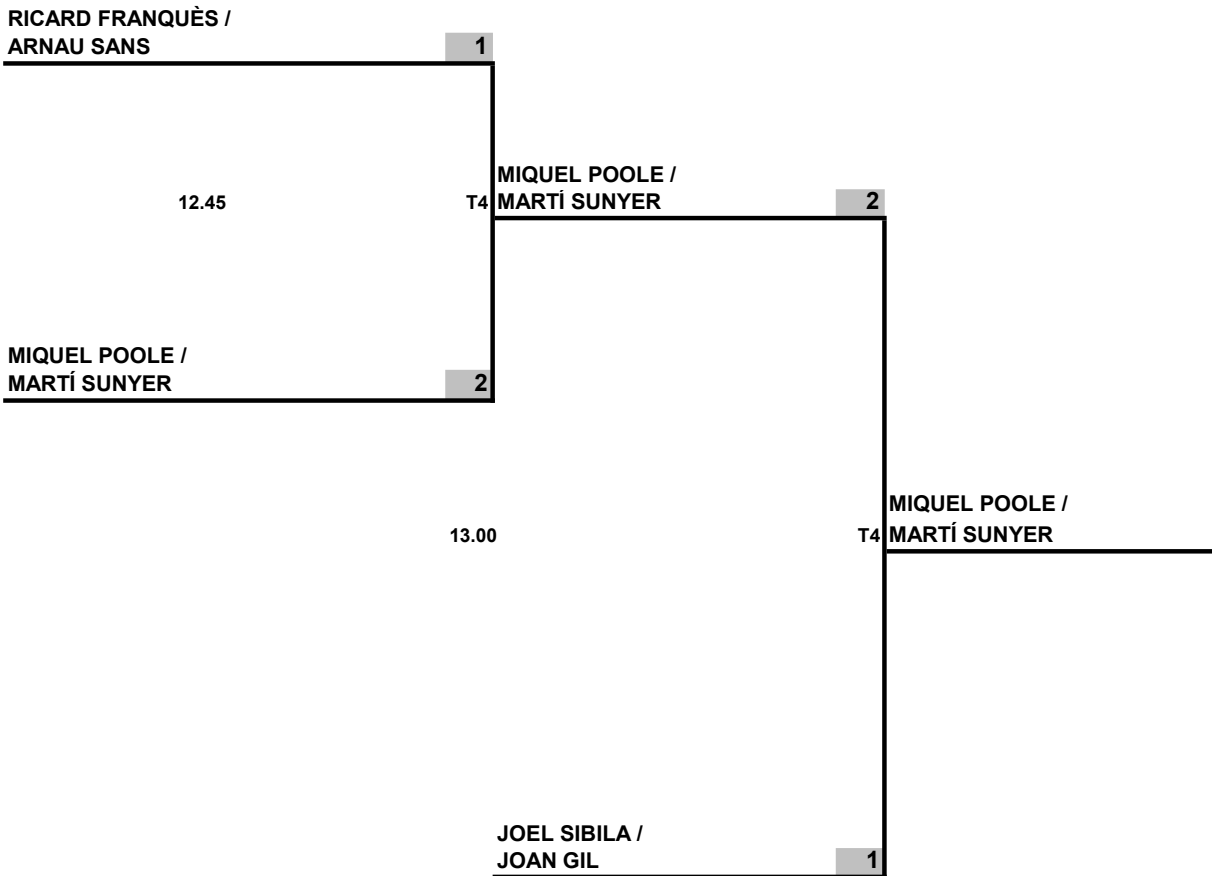 RICARD FRANQUÈS /
ARNAU SANS 1
MIQUEL POOLE /
12.45 T4 MARTÍ SUNYER 2
MIQUEL POOLE /
MARTÍ SUNYER 2
MIQUEL POOLE /
13.00 T4 MARTÍ SUNYER
JOEL SIBILA /
JOAN GIL 1